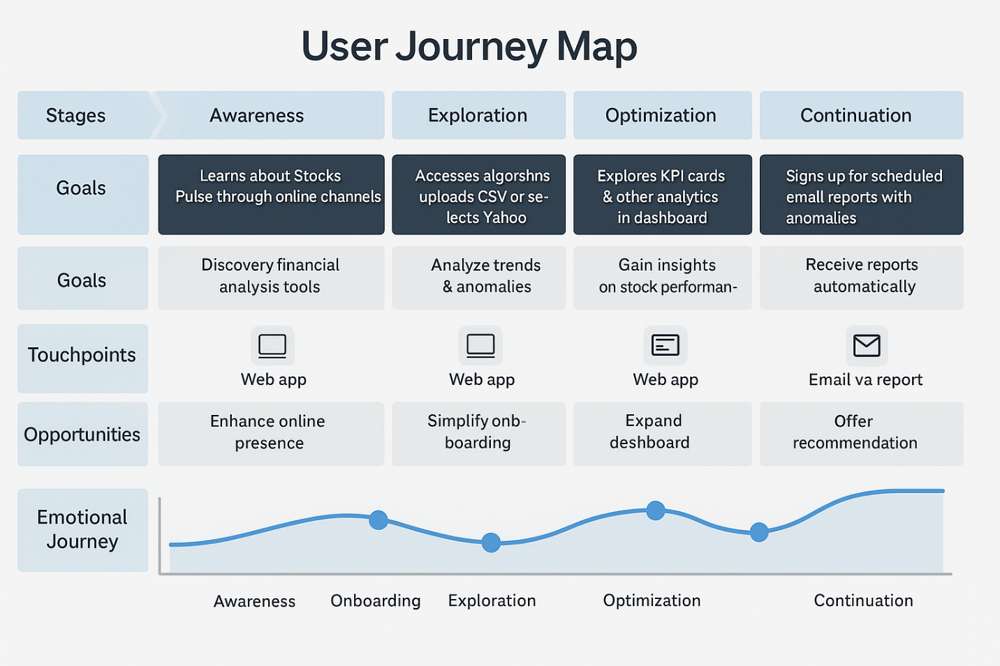 User Journey Map
Stages
Awareness
Exploration
Optimization
Continuation
Goals
Learns about Stocks
Pulse through online channels
Accesses algorshns
uploads CSV or se-
lects Yahoo
Explores KPI cards
& other analytics
in dashboard
Signs up for scheduled
email reports with
anomalies
Goals
Discovery financial
analysis tools
Analyze trends
& anomalies
Gain insights
on stock performan-
Receive reports
automatically
Touchpoints
Web app
Web app
Web app
Email va report
Opportunities
Enhance online
presence
Simplify onb-
boarding
Expand
deshboard
Offer
recommendation
Emotional
Journey
Awareness
Onboarding
Exploration
Optimization
Continuation